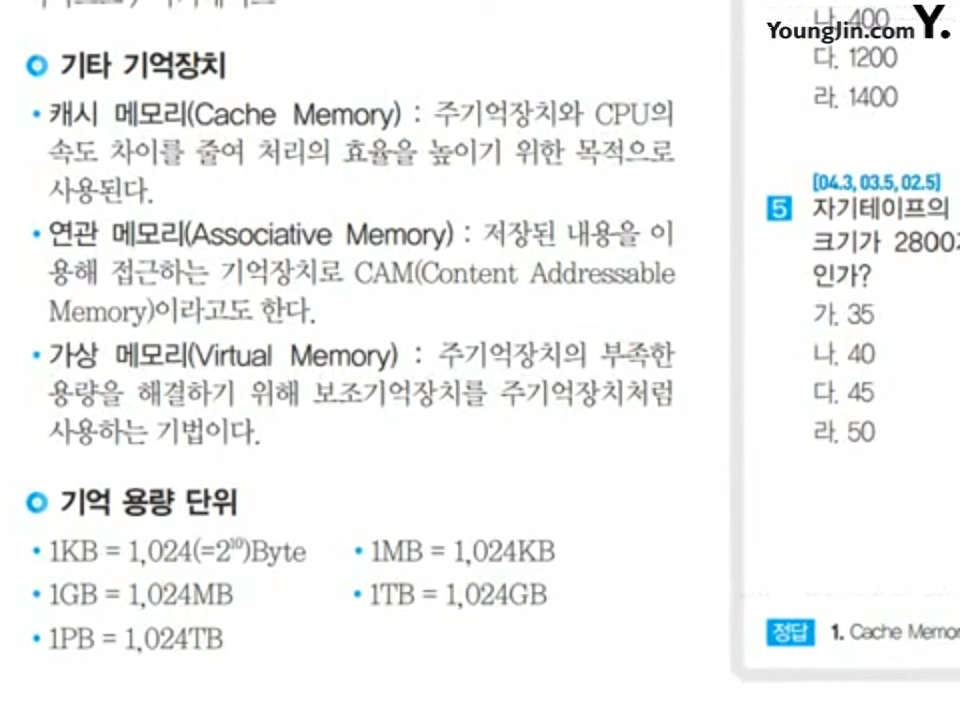 기타 기억장치
• 캐시 메모리(Cache Memory) : 주기억장치와 CPU의
속도 차이를 줄여 처리의 효율을 높이기 위한 목적으로
사용된다.
• 연관 메모리(Associative Memory) : 저장된 내용을 이
용해 접근하는 기억장치로 CAM(Content Addressable
Memory)이라고도 한다.
• 가상 메모리(Virtual Memory) : 주기억장치의 부족한
용량을 해결하기 위해 보조기억장치를 주기억장치처럼
사용하는 기법이다.
기억 용량 단위
• 1KB = 1,024(=2¹⁰)Byte • 1MB = 1,024KB
• 1GB = 1,024MB • 1TB = 1,024GB
• 1PB = 1,024TB
YoungJin.com Y.
나. 400
다. 1200
라. 1400
[04.3, 03.5, 02.5]
5 자기테이프의
크기가 2800
인가?
가. 35
나. 40
다. 45
라. 50
정답 1. Cache